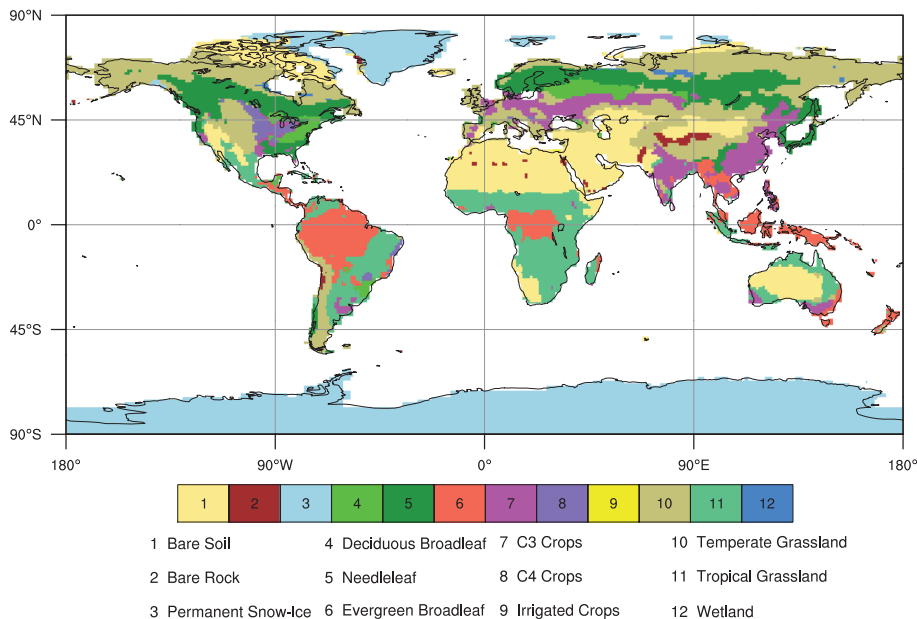 90°N
45°N
0°
45°S
90°S
180° 90°W 0° 90°E 180°
1 2 3 4 5 6 7 8 9 10 11 12
1 Bare Soil 4 Deciduous Broadleaf 7 C3 Crops 10 Temperate Grassland
2 Bare Rock 5 Needleleaf 8 C4 Crops 11 Tropical Grassland
3 Permanent Snow-Ice 6 Evergreen Broadleaf 9 Irrigated Crops 12 Wetland